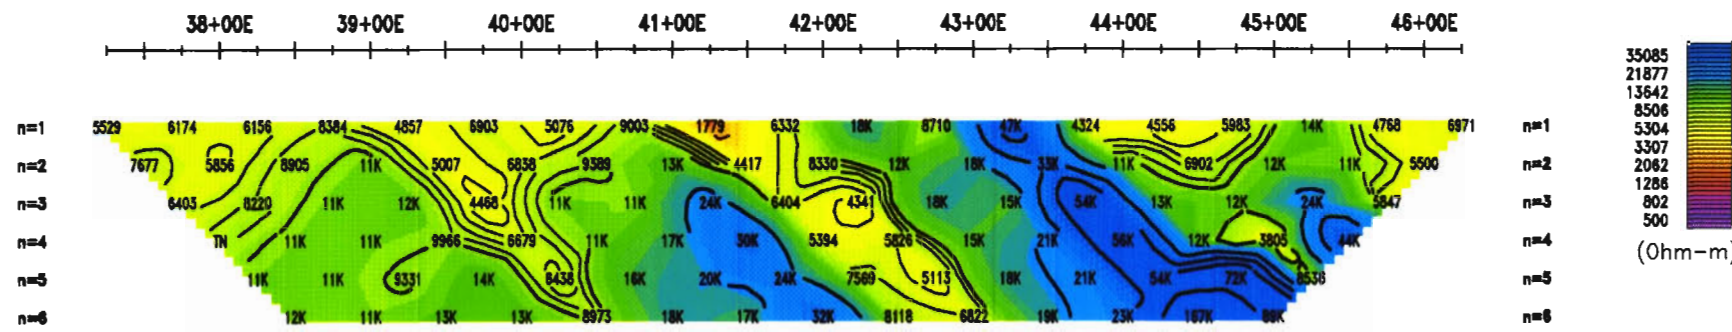 38+00E 39+00E 40+00E 41+00E 42+00E 43+00E 44+00E 45+00E 46+00E
35085
21877
13642
8506
5304
3307
2062
1286
802
500
(Ohm-m)
n=1 5529 6174 6156 8384 4857 6903 5076 9003 1779 6332 18K 8710 47K 4324 4556 5983 14K 4768 6971 n=1
n=2 7677 5856 8905 11K 5007 6838 9389 13K 4417 8330 12K 18K 33K 11K 6902 12K 11K 5500 n=2
n=3 6403 8220 11K 12K 4468 11K 11K 24K 6404 4341 18K 15K 54K 13K 12K 24K 5847 n=3
n=4 TN 11K 11K 9966 6679 11K 17K 30K 5394 5826 15K 21K 56K 12K 3805 44K n=4
n=5 11K 11K 9331 14K 6438 16K 20K 24K 7569 5113 18K 21K 54K 72K 8536 n=5
n=6 12K 11K 13K 13K 8973 18K 17K 32K 8118 6822 19K 23K 167K 88K n=6